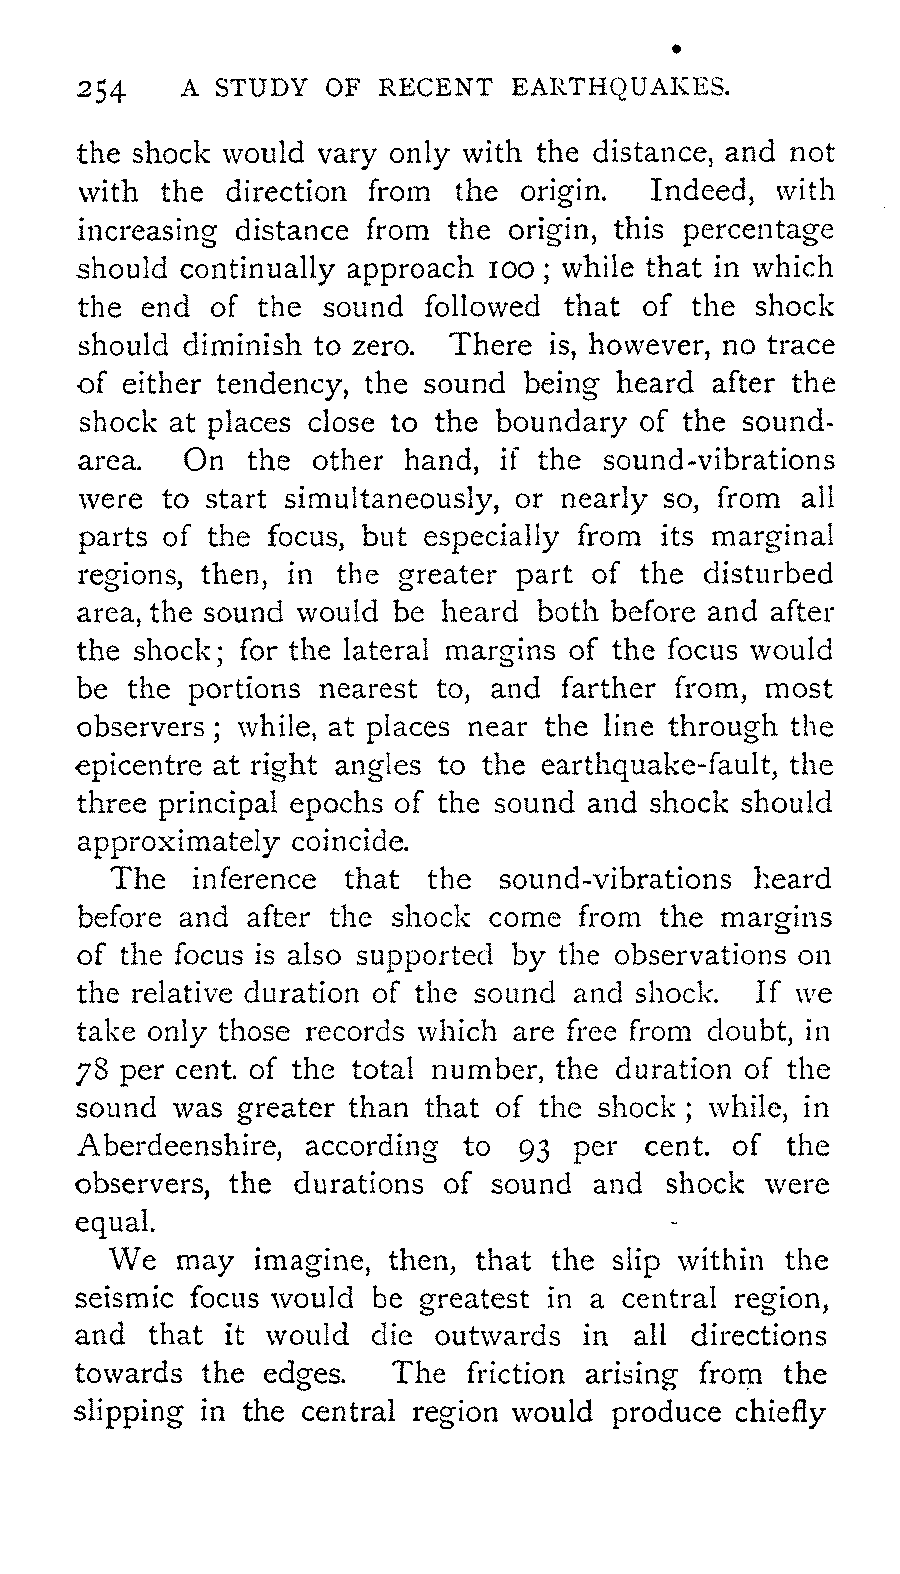 254 A STUDY OF RECENT EARTHQUAKES.
the shock would vary only with the distance, and not
with the direction from the origin. Indeed, with
increasing distance from the origin, this percentage
should continually approach 100 ; while that in which
the end of the sound followed that of the shock
should diminish to zero. There is, however, no trace
of either tendency, the sound being heard after the
shock at places close to the boundary of the sound-
area. On the other hand, if the sound-vibrations
were to start simultaneously, or nearly so, from all
parts of the focus, but especially from its marginal
regions, then, in the greater part of the disturbed
area, the sound would be heard both before and after
the shock; for the lateral margins of the focus would
be the portions nearest to, and farther from, most
observers ; while, at places near the line through the
epicentre at right angles to the earthquake-fault, the
three principal epochs of the sound and shock should
approximately coincide.
The inference that the sound-vibrations heard
before and after the shock come from the margins
of the focus is also supported by the observations on
the relative duration of the sound and shock. If we
take only those records which are free from doubt, in
78 per cent. of the total number, the duration of the
sound was greater than that of the shock ; while, in
Aberdeenshire, according to 93 per cent. of the
observers, the durations of sound and shock were
equal.
We may imagine, then, that the slip within the
seismic focus would be greatest in a central region,
and that it would die outwards in all directions
towards the edges. The friction arising from the
slipping in the central region would produce chiefly